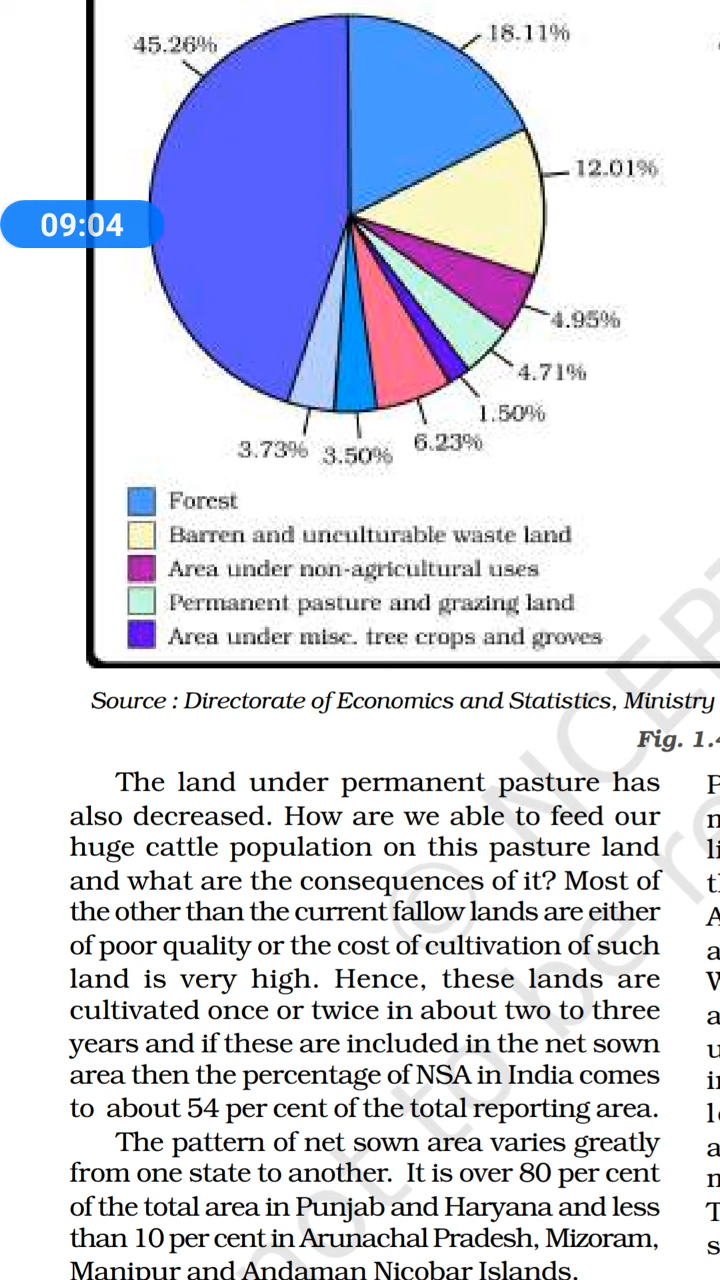 45.26%
18.11%
12.01%
09:04
4.95%
4.71%
1.50%
6.23%
3.73%
3.50%
Forest
Barren and unculturable waste land
Area under non-agricultural uses
Permanent pasture and grazing land
Area under misc. tree crops and groves
Source : Directorate of Economics and Statistics, Ministry
Fig. 1.4
The land under permanent pasture has
also decreased. How are we able to feed our
huge cattle population on this pasture land
and what are the consequences of it? Most of
the other than the current fallow lands are either
of poor quality or the cost of cultivation of such
land is very high. Hence, these lands are
cultivated once or twice in about two to three
years and if these are included in the net sown
area then the percentage of NSA in India comes
to about 54 per cent of the total reporting area.
The pattern of net sown area varies greatly
from one state to another. It is over 80 per cent
of the total area in Punjab and Haryana and less
than 10 per cent in Arunachal Pradesh, Mizoram,
Manipur and Andaman Nicobar Islands.
© NCERT
not to be re